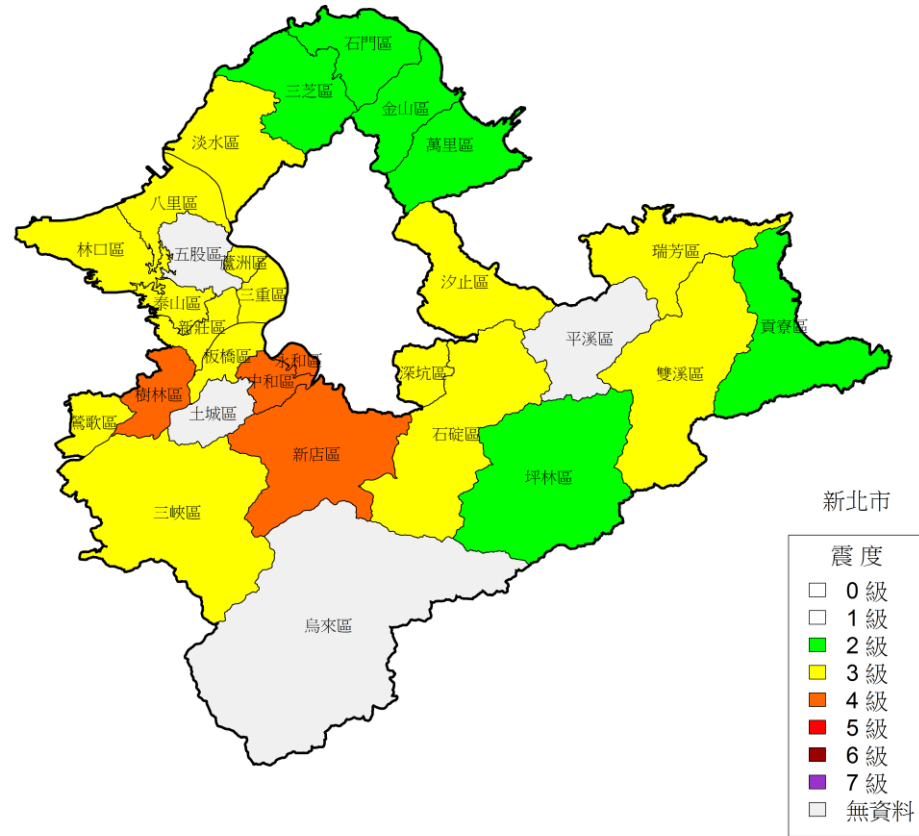 石門區
三芝區
金山區
淡水區
萬里區
八里區
林口區
五股區
蘆洲區
瑞芳區
汐止區
泰山區
三重區
新莊區
貢寮區
平溪區
板橋區
永和區
深坑區
中和區
雙溪區
樹林區
土城區
鶯歌區
石碇區
新店區
坪林區
三峽區
烏來區
新北市
震度
0 級
1 級
2 級
3 級
4 級
5 級
6 級
7 級
無資料